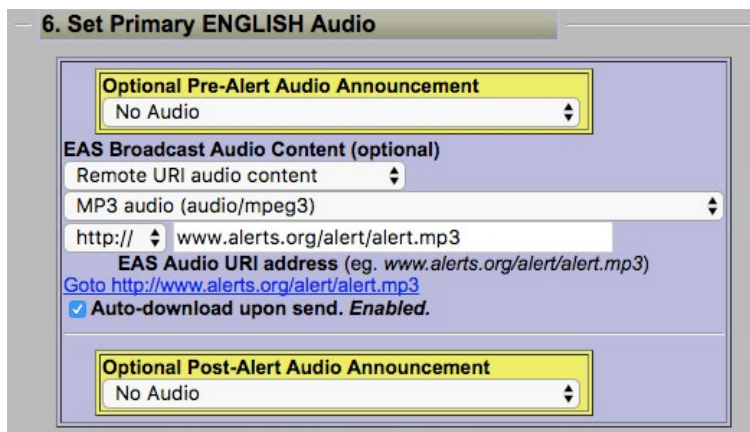 6. Set Primary ENGLISH Audio
Optional Pre-Alert Audio Announcement
No Audio
EAS Broadcast Audio Content (optional)
Remote URI audio content
MP3 audio (audio/mpeg3)
http:// www.alerts.org/alert/alert.mp3
EAS Audio URI address (eg. www.alerts.org/alert/alert.mp3)
Goto http://www.alerts.org/alert/alert.mp3
Auto-download upon send. Enabled.
Optional Post-Alert Audio Announcement
No Audio